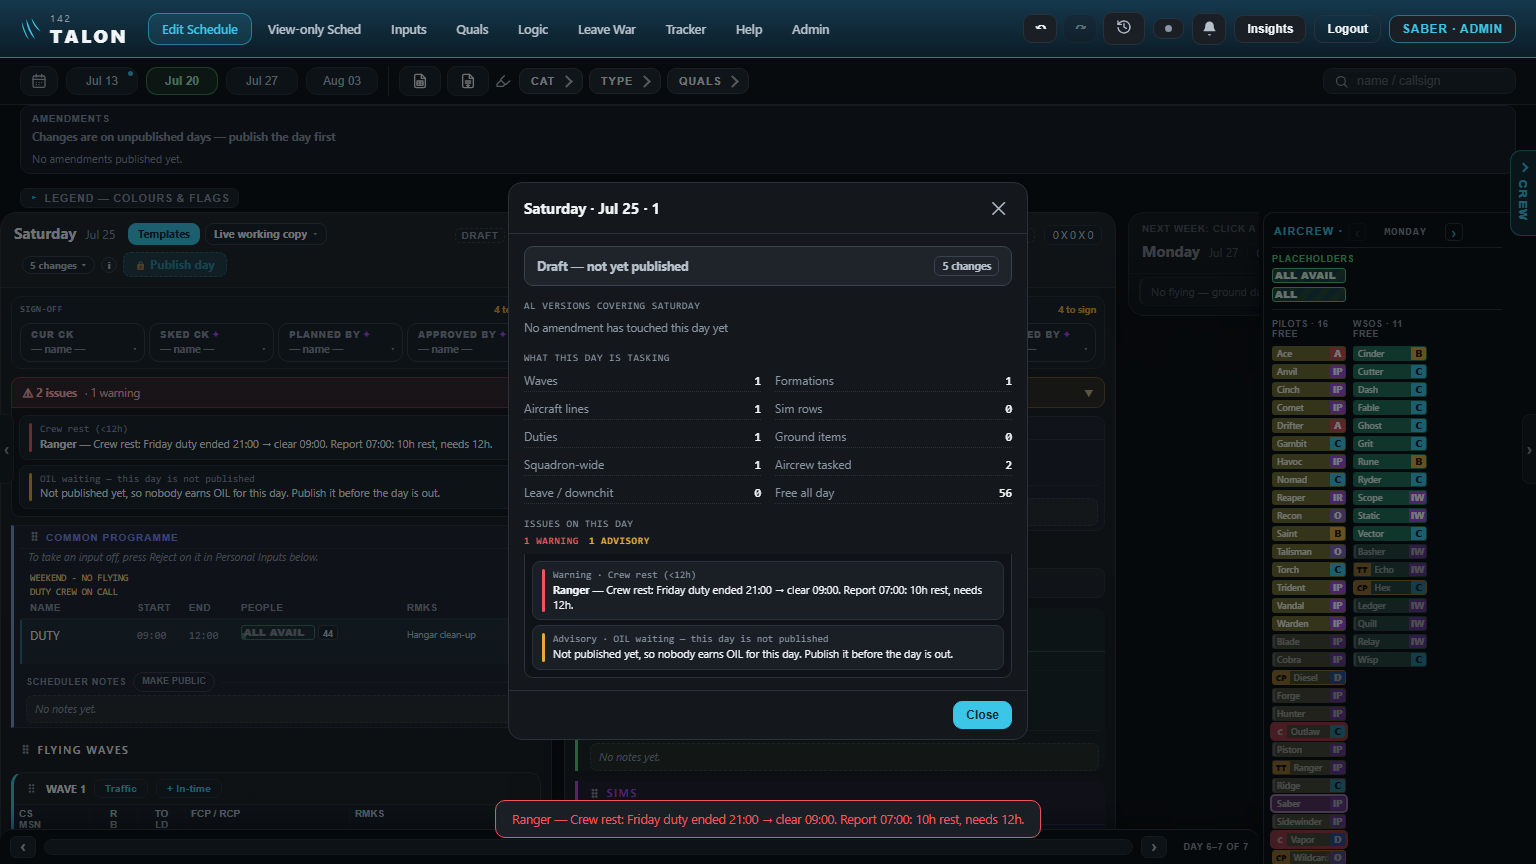 142
TALON
Edit Schedule
View-only Sched
Inputs
Quals
Logic
Leave War
Tracker
Help
Admin
Insights
Logout
SABER · ADMIN
Jul 13
Jul 20
Jul 27
Aug 03
CAT
TYPE
QUALS
name / callsign
AMENDMENTS
Changes are on unpublished days — publish the day first
No amendments published yet.
LEGEND — COLOURS & FLAGS
CREW
Saturday Jul 25
Templates
Live working copy
DRAFT
5 changes
i
Publish day
SIGN-OFF
4 to
CUR CK
— name —
SKED CK
— name —
PLANNED BY
— name —
APPROVED BY
— name —
2 issues · 1 warning
Crew rest (<12h)
Ranger — Crew rest: Friday duty ended 21:00 → clear 09:00. Report 07:00: 10h rest, needs 12h.
OIL waiting — this day is not published
Not published yet, so nobody earns OIL for this day. Publish it before the day is out.
COMMON PROGRAMME
To take an input off, press Reject on it in Personal Inputs below.
WEEKEND - NO FLYING
DUTY CREW ON CALL
NAME START END PEOPLE RMKS
DUTY 09:00 12:00 ALL AVAIL 44 Hangar clean-up
SCHEDULER NOTES
MAKE PUBLIC
No notes yet.
FLYING WAVES
WAVE 1
Traffic
+ In-time
CS
MSN
R
B
TO
LD
FCP / RCP
RMKS
Saturday · Jul 25 · 1
Draft — not yet published
5 changes
AL VERSIONS COVERING SATURDAY
No amendment has touched this day yet
WHAT THIS DAY IS TASKING
Waves 1
Formations 1
Aircraft lines 1
Sim rows 0
Duties 1
Ground items 0
Squadron-wide 1
Aircrew tasked 2
Leave / downchit 0
Free all day 56
ISSUES ON THIS DAY
1 WARNING 1 ADVISORY
Warning · Crew rest (<12h)
Ranger — Crew rest: Friday duty ended 21:00 → clear 09:00. Report 07:00: 10h rest, needs
12h.
Advisory · OIL waiting — this day is not published
Not published yet, so nobody earns OIL for this day. Publish it before the day is out.
Close
0X0X0
4 to sign
ED BY
No notes yet.
SIMS
Ranger — Crew rest: Friday duty ended 21:00 → clear 09:00. Report 07:00: 10h rest, needs 12h.
NEXT WEEK: CLICK A
Monday Jul 27
No flying — ground d
AIRCREW ·
MONDAY
PLACEHOLDERS
ALL AVAIL
ALL
PILOTS · 16
FREE
WSOS · 11
FREE
Ace A
Cinder B
Anvil IP
Cutter C
Cinch IP
Dash C
Comet IP
Fable C
Drifter A
Ghost C
Gambit C
Grit C
Havoc IP
Rune B
Nomad C
Ryder C
Reaper IR
Scope IW
Recon O
Static IW
Saint B
Vector C
Talisman O
Basher IW
Torch C
TT Echo IW
Trident IP
CP Hex C
Vandal IP
Ledger IW
Warden IP
Quill IW
Blade IP
Relay IW
Cobra IP
Wisp C
CP Diesel D
Forge IP
Hunter IP
C Outlaw C
Piston IP
TT Ranger IP
Ridge C
Saber IP
Sidewinder IP
C Vapor D
CP Wildcard O
DAY 6–7 OF 7